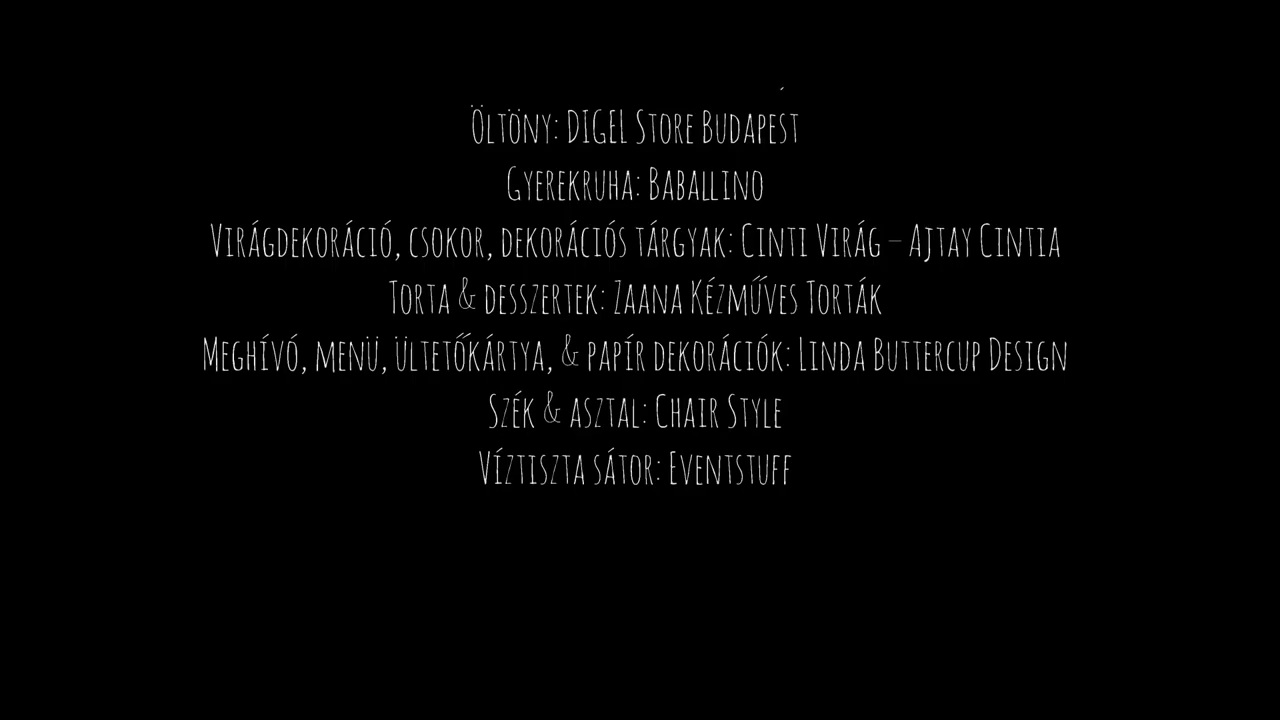 Öltöny: DIGEL Store Budapest
Gyerekruha: Baballino
Virágdekoráció, csokor, dekorációs tárgyak: Cinti Virág – Ajtay Cintia
Torta & desszertek: Zaana Kézműves Torták
Meghívó, menü, ültetőkártya, & papír dekorációk: Linda Buttercup Design
Szék & asztal: Chair Style
Víztiszta sátor: Eventstuff